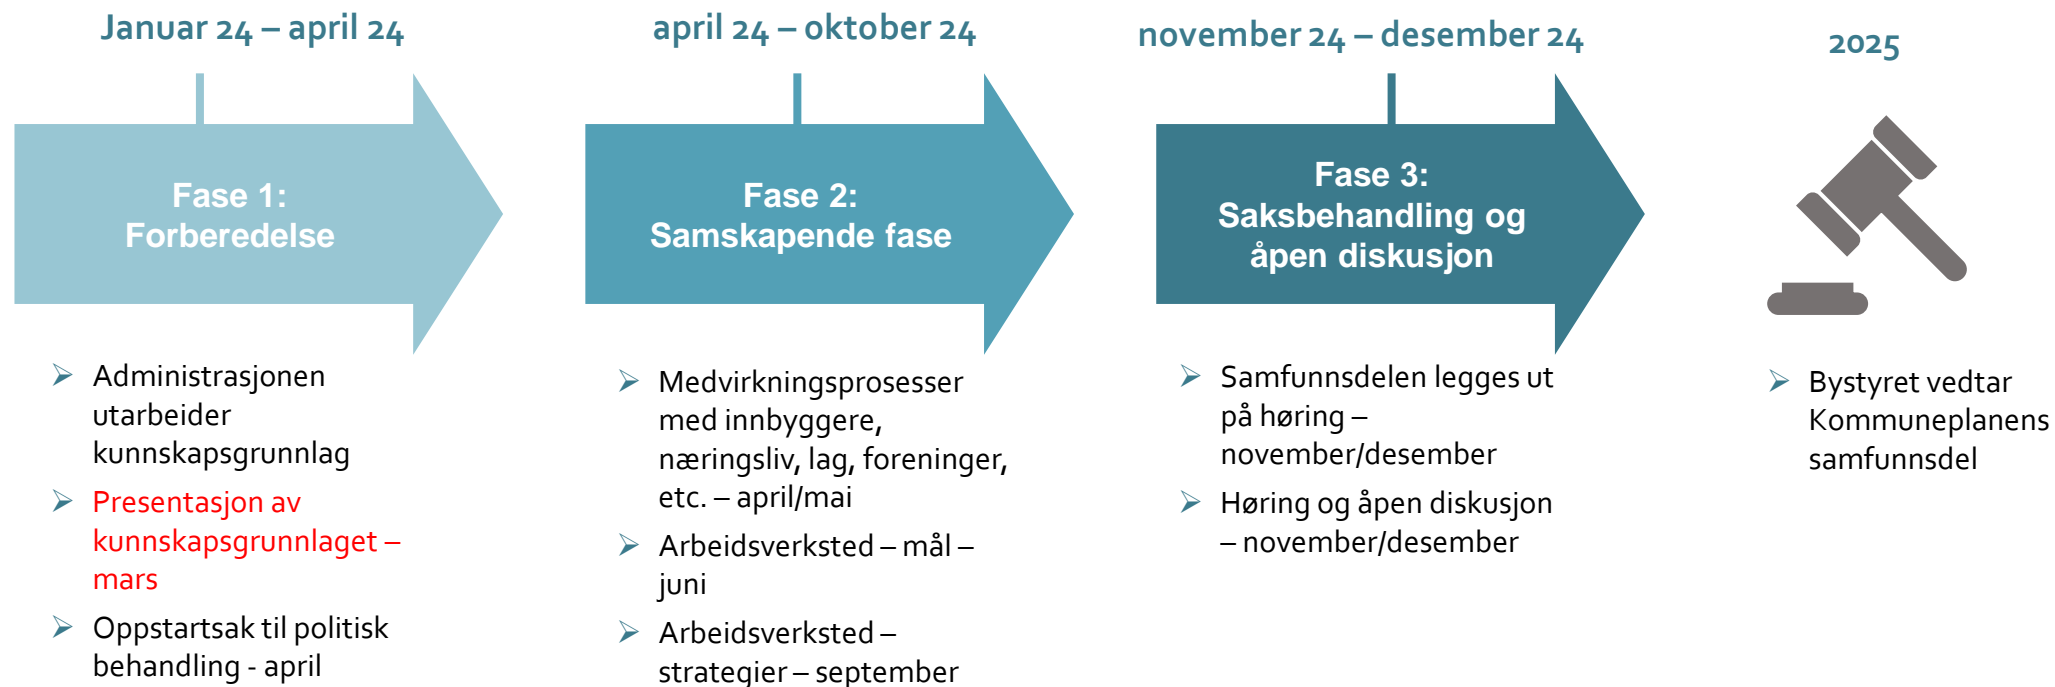 Januar 24 – april 24
Fase 1:
Forberedelse
➢ Administrasjonen
utarbeider
kunnskapsgrunnlag
➢ Presentasjon av
kunnskapsgrunnlaget –
mars
➢ Oppstartsak til politisk
behandling - april
april 24 – oktober 24
Fase 2:
Samskapende fase
➢ Medvirkningsprosesser
med innbyggere,
næringsliv, lag, foreninger,
etc. – april/mai
➢ Arbeidsverksted – mål –
juni
➢ Arbeidsverksted –
strategier – september
november 24 – desember 24
Fase 3:
Saksbehandling og
åpen diskusjon
➢ Samfunnsdelen legges ut
på høring –
november/desember
➢ Høring og åpen diskusjon
– november/desember
2025
➢ Bystyret vedtar
Kommuneplanens
samfunnsdel